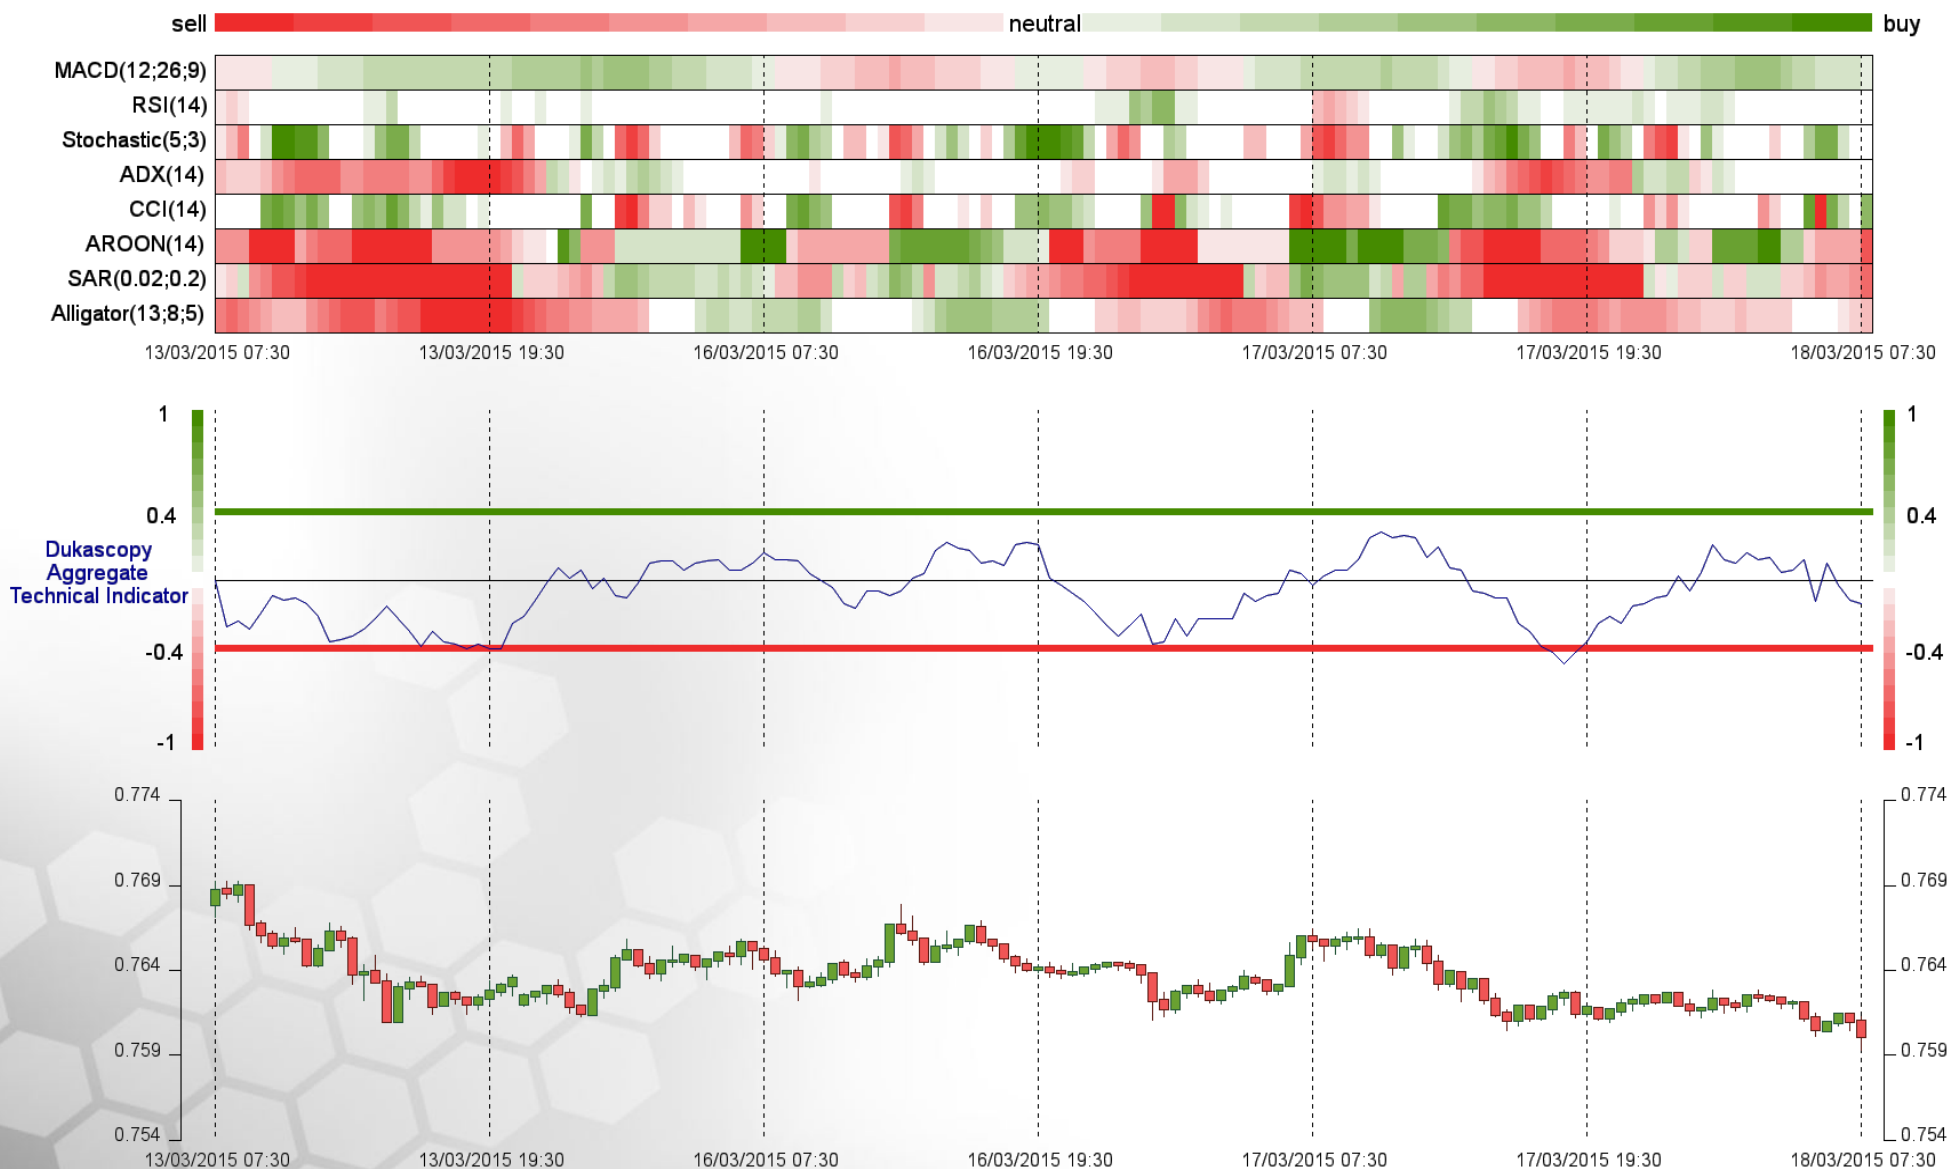 sell neutral buy
MACD(12;26;9)
RSI(14)
Stochastic(5;3)
ADX(14)
CCI(14)
AROON(14)
SAR(0.02;0.2)
Alligator(13;8;5)
13/03/2015 07:30 13/03/2015 19:30 16/03/2015 07:30 16/03/2015 19:30 17/03/2015 07:30 17/03/2015 19:30 18/03/2015 07:30
1 1
0.4 0.4
Dukascopy
Aggregate
Technical Indicator
-0.4 -0.4
-1 -1
0.774 0.774
0.769 0.769
0.764 0.764
0.759 0.759
0.754 0.754
13/03/2015 07:30 13/03/2015 19:30 16/03/2015 07:30 16/03/2015 19:30 17/03/2015 07:30 17/03/2015 19:30 18/03/2015 07:30